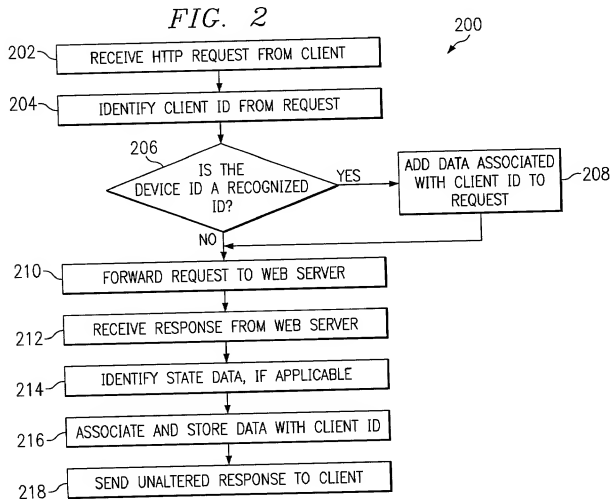 FIG. 2
200
202
RECEIVE HTTP REQUEST FROM CLIENT
204
IDENTIFY CLIENT ID FROM REQUEST
206
IS THE
DEVICE ID A RECOGNIZED
ID?
YES
ADD DATA ASSOCIATED
WITH CLIENT ID TO
REQUEST
208
NO
210
FORWARD REQUEST TO WEB SERVER
212
RECEIVE RESPONSE FROM WEB SERVER
214
IDENTIFY STATE DATA, IF APPLICABLE
216
ASSOCIATE AND STORE DATA WITH CLIENT ID
218
SEND UNALTERED RESPONSE TO CLIENT